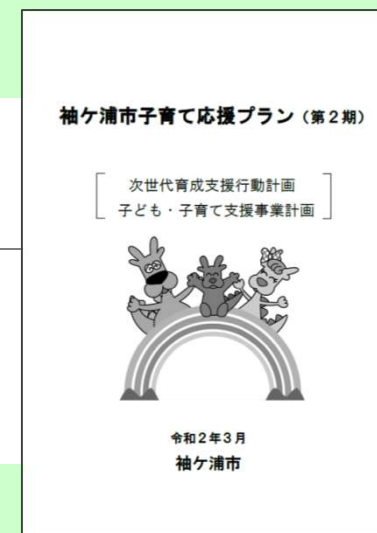 袖ケ浦市子育て応援プラン（第２期）
次世代育成支援行動計画
子ども・子育て支援事業計画
令和２年３月
袖ケ浦市